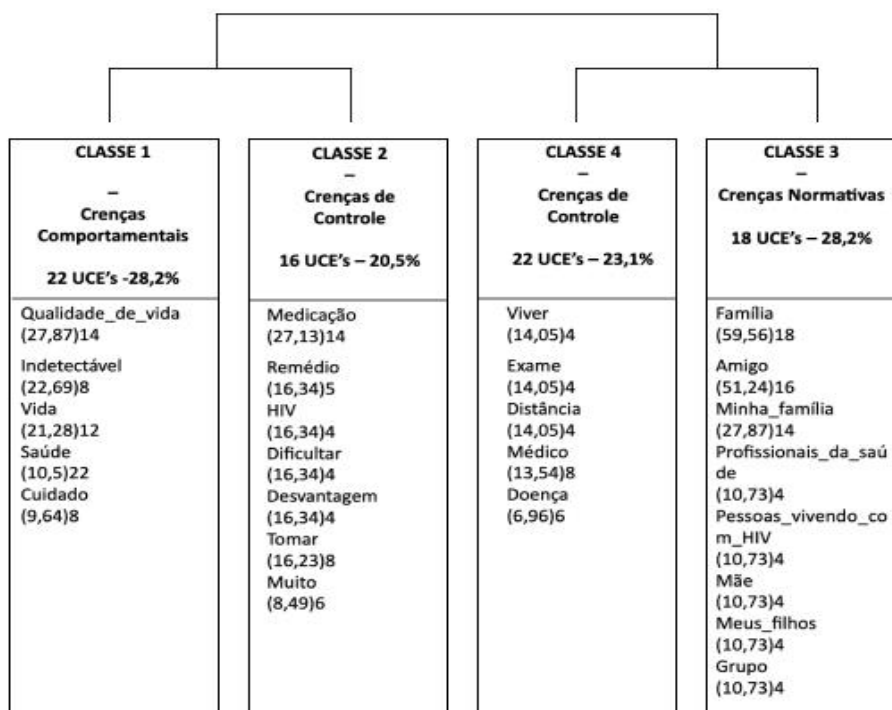 CLASSE 1
–
Crenças
Comportamentais
22 UCE's -28,2%
Qualidade_de_vida
(27,87)14
Indetectável
(22,69)8
Vida
(21,28)12
Saúde
(10,5)22
Cuidado
(9,64)8
CLASSE 2
–
Crenças de
Controle
16 UCE's – 20,5%
Medicação
(27,13)14
Remédio
(16,34)5
HIV
(16,34)4
Dificultar
(16,34)4
Desvantagem
(16,34)4
Tomar
(16,23)8
Muito
(8,49)6
CLASSE 4
–
Crenças de
Controle
22 UCE's – 23,1%
Viver
(14,05)4
Exame
(14,05)4
Distância
(14,05)4
Médico
(13,54)8
Doença
(6,96)6
CLASSE 3
–
Crenças Normativas
18 UCE's – 28,2%
Família
(59,56)18
Amigo
(51,24)16
Minha_família
(27,87)14
Profissionais_da_saú
de
(10,73)4
Pessoas_vivendo_co
m_HIV
(10,73)4
Mãe
(10,73)4
Meus_filhos
(10,73)4
Grupo
(10,73)4